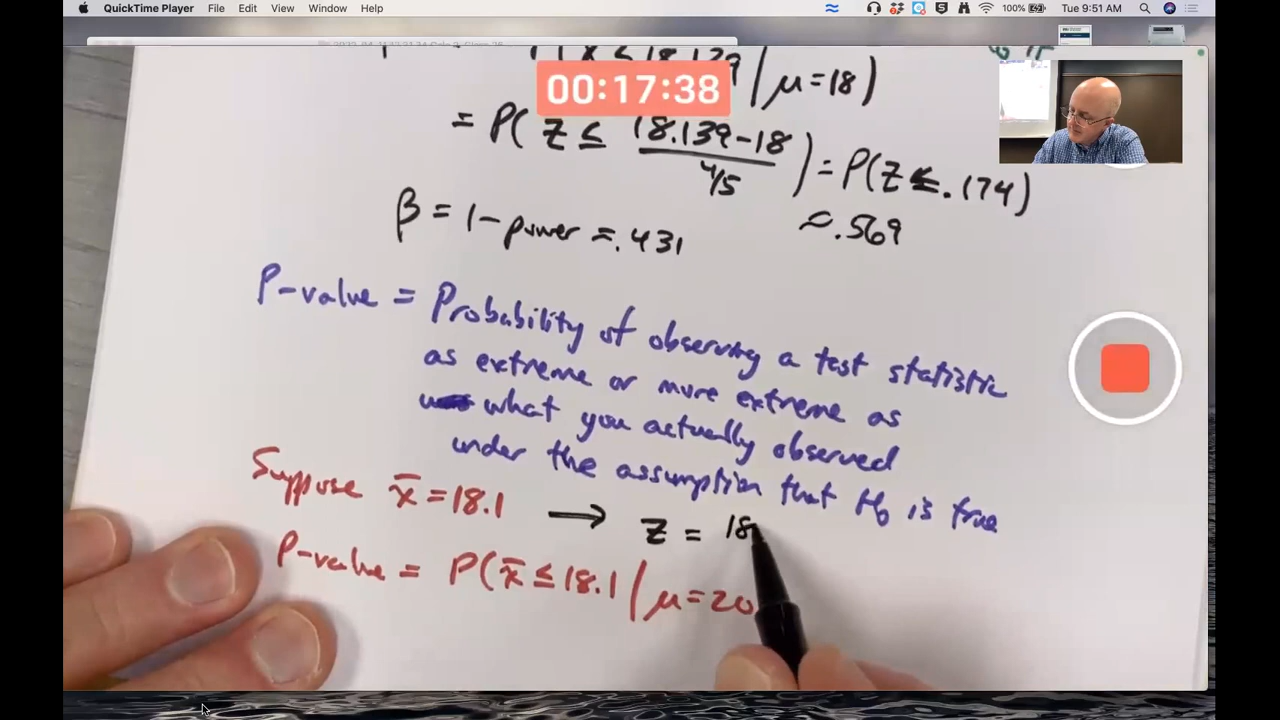 QuickTime Player File Edit View Window Help 100% Tue 9:51 AM
≤ 18.139 / μ=18)
00:17:38
= P( Z ≤ (18.139-18)/(4/5) ) = P(Z ≤ .174)
≈ .569
β = 1-power = .431
P-value = Probability of observing a test statistic
as extreme or more extreme as
what you actually observed
under the assumption that H₀ is true
Suppose x̄ = 18.1 → Z = 18
P-value = P(x̄ ≤ 18.1 / μ=20